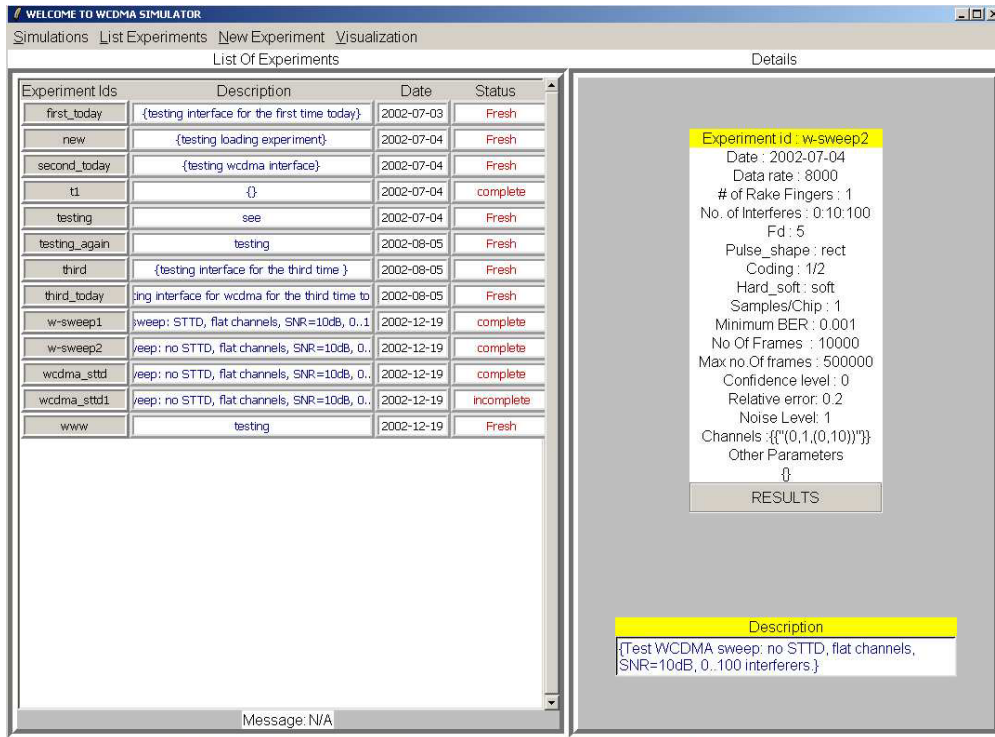 WELCOME TO WCDMA SIMULATOR
Simulations List Experiments New Experiment Visualization
List Of Experiments
Experiment Ids Description Date Status
first_today {testing interface for the first time today} 2002-07-03 Fresh
new {testing loading experiment} 2002-07-04 Fresh
second_today {testing wcdma interface} 2002-07-04 Fresh
t1 {} 2002-07-04 complete
testing see 2002-07-04 Fresh
testing_again testing 2002-08-05 Fresh
third {testing interface for the third time } 2002-08-05 Fresh
third_today ting interface for wcdma for the third time to 2002-08-05 Fresh
w-sweep1 sweep: STTD, flat channels, SNR=10dB, 0..1 2002-12-19 complete
w-sweep2 eep: no STTD, flat channels, SNR=10dB, 0.. 2002-12-19 complete
wcdma_sttd eep: no STTD, flat channels, SNR=10dB, 0.. 2002-12-19 complete
wcdma_sttd1 eep: no STTD, flat channels, SNR=10dB, 0.. 2002-12-19 incomplete
www testing 2002-12-19 Fresh
Message: N/A
Details
Experiment id : w-sweep2
Date : 2002-07-04
Data rate : 8000
# of Rake Fingers : 1
No. of Interferes : 0:10:100
Fd : 5
Pulse_shape : rect
Coding : 1/2
Hard_soft : soft
Samples/Chip : 1
Minimum BER : 0.001
No Of Frames : 10000
Max no.Of frames : 500000
Confidence level : 0
Relative error: 0.2
Noise Level: 1
Channels :{{"(0,1,(0,10))"}}
Other Parameters
{}
RESULTS
Description
{Test WCDMA sweep: no STTD, flat channels,
SNR=10dB, 0..100 interferers.}